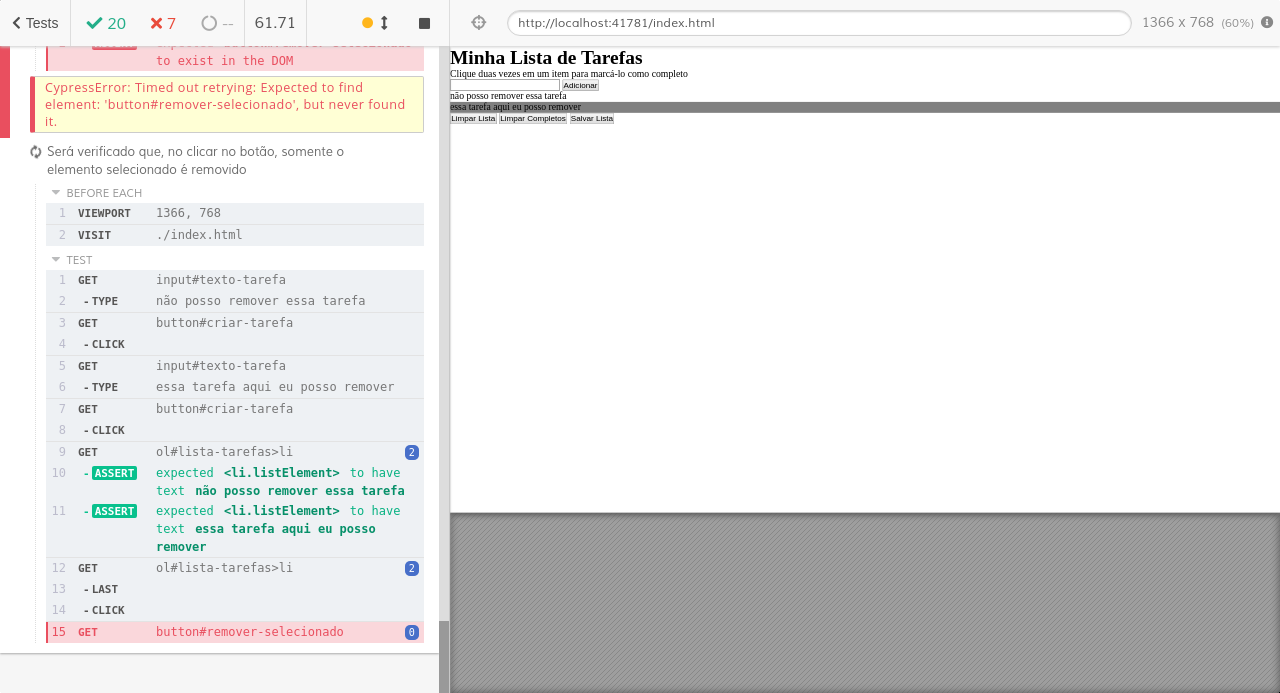 Tests
20
7
--
61.71
http://localhost:41781/index.html
1366 x 768 (60%)
to exist in the DOM
CypressError: Timed out retrying: Expected to find
element: 'button#remover-selecionado', but never found
it.
Será verificado que, no clicar no botão, somente o
elemento selecionado é removido
BEFORE EACH
1 VIEWPORT 1366, 768
2 VISIT ./index.html
TEST
1 GET input#texto-tarefa
2 -TYPE não posso remover essa tarefa
3 GET button#criar-tarefa
4 -CLICK
5 GET input#texto-tarefa
6 -TYPE essa tarefa aqui eu posso remover
7 GET button#criar-tarefa
8 -CLICK
9 GET ol#lista-tarefas>li 2
10 -ASSERT expected <li.listElement> to have
text não posso remover essa tarefa
11 -ASSERT expected <li.listElement> to have
text essa tarefa aqui eu posso
remover
12 GET ol#lista-tarefas>li 2
13 -LAST
14 -CLICK
15 GET button#remover-selecionado 0
Minha Lista de Tarefas
Clique duas vezes em um item para marcá-lo como completo
Adicionar
não posso remover essa tarefa
essa tarefa aqui eu posso remover
Limpar Lista Limpar Completos Salvar Lista